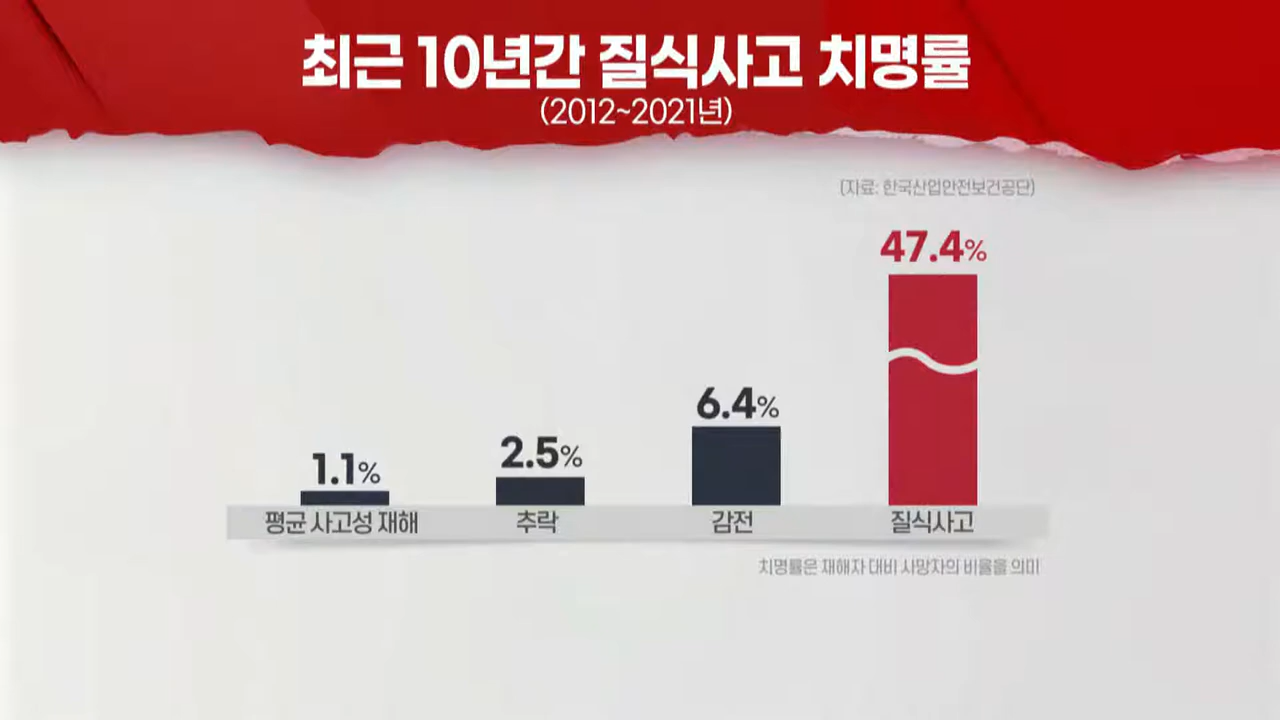 최근 10년간 질식사고 치명률
(2012~2021년)
(자료: 한국산업안전보건공단)
47.4%
6.4%
2.5%
1.1%
평균 사고성 재해 추락 감전 질식사고
치명률은 재해자 대비 사망자의 비율을 의미